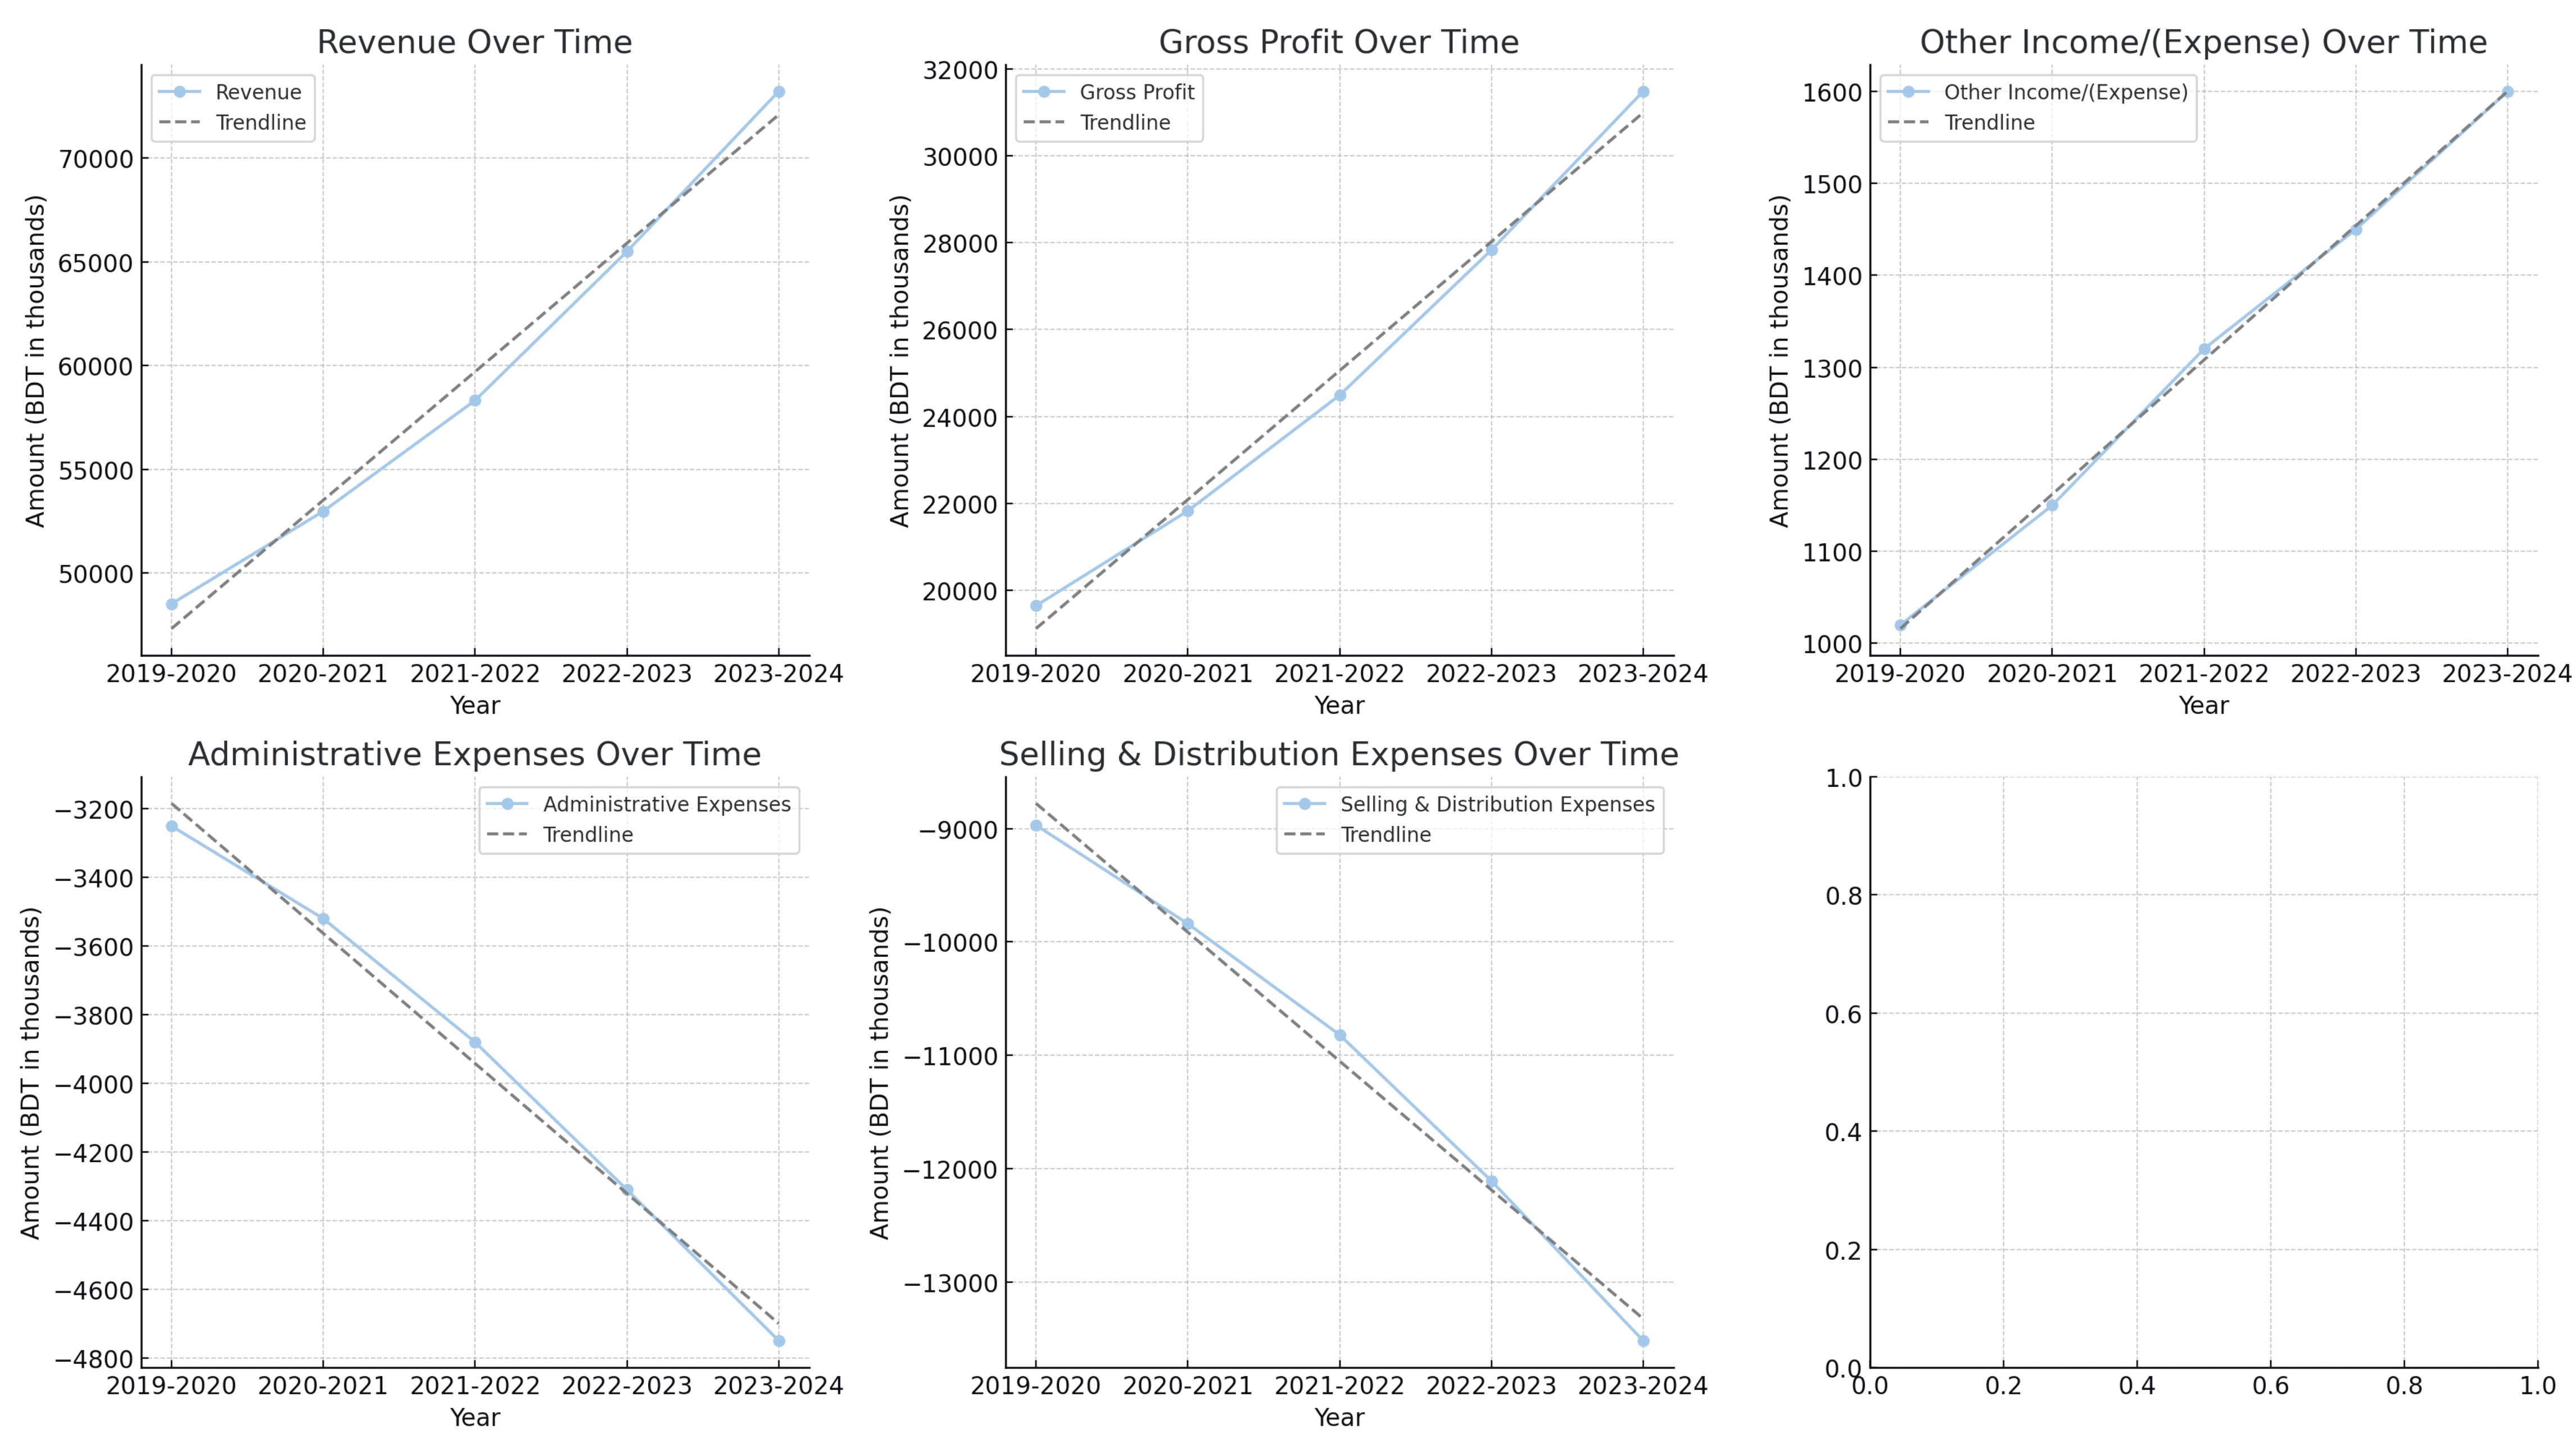 Revenue Over Time
Revenue
Trendline
Amount (BDT in thousands)
70000
65000
60000
55000
50000
2019-2020 2020-2021 2021-2022 2022-2023 2023-2024
Year
Gross Profit Over Time
Gross Profit
Trendline
Amount (BDT in thousands)
32000
30000
28000
26000
24000
22000
20000
2019-2020 2020-2021 2021-2022 2022-2023 2023-2024
Year
Other Income/(Expense) Over Time
Other Income/(Expense)
Trendline
Amount (BDT in thousands)
1600
1500
1400
1300
1200
1100
1000
2019-2020 2020-2021 2021-2022 2022-2023 2023-2024
Year
Administrative Expenses Over Time
Administrative Expenses
Trendline
Amount (BDT in thousands)
−3200
−3400
−3600
−3800
−4000
−4200
−4400
−4600
−4800
2019-2020 2020-2021 2021-2022 2022-2023 2023-2024
Year
Selling & Distribution Expenses Over Time
Selling & Distribution Expenses
Trendline
Amount (BDT in thousands)
−9000
−10000
−11000
−12000
−13000
2019-2020 2020-2021 2021-2022 2022-2023 2023-2024
Year
1.0
0.8
0.6
0.4
0.2
0.0
0.0 0.2 0.4 0.6 0.8 1.0